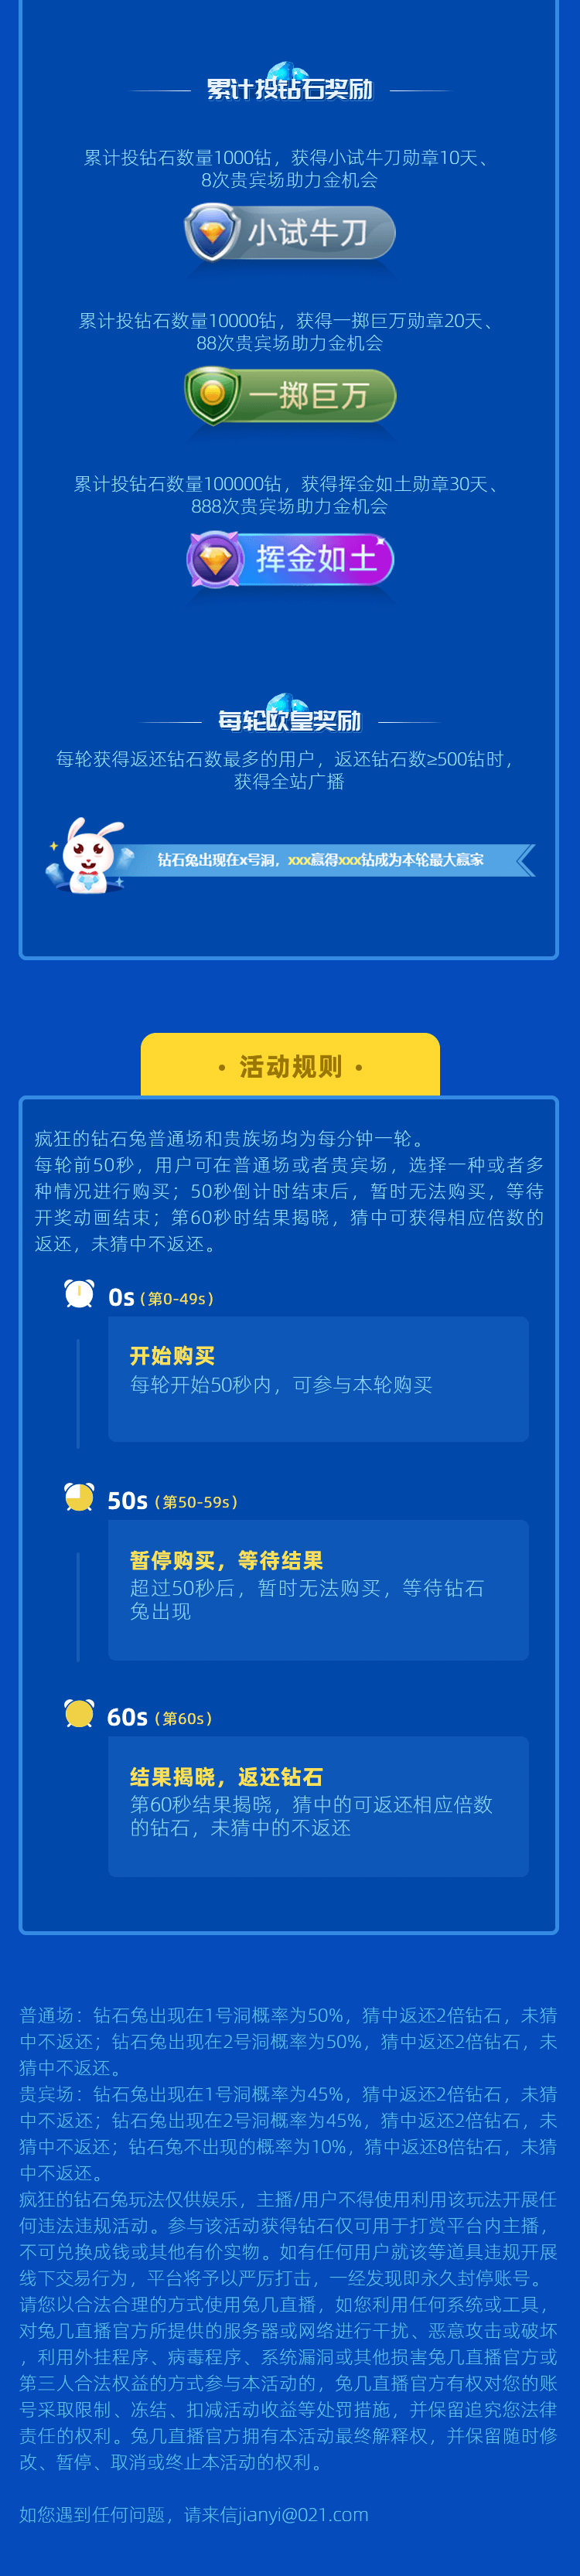 累计投钻石奖励
累计投钻石数量1000钻，获得小试牛刀勋章10天、
8次贵宾场助力金机会
小试牛刀
累计投钻石数量10000钻，获得一掷巨万勋章20天、
88次贵宾场助力金机会
一掷巨万
累计投钻石数量100000钻，获得挥金如土勋章30天、
888次贵宾场助力金机会
挥金如土
每轮欧皇奖励
每轮获得返还钻石数最多的用户，返还钻石数≥500钻时，
获得全站广播
钻石兔出现在x号洞，xxx赢得xxx钻成为本轮最大赢家
· 活动规则 ·
疯狂的钻石兔普通场和贵族场均为每分钟一轮。
每轮前50秒，用户可在普通场或者贵宾场，选择一种或者多
种情况进行购买；50秒倒计时结束后，暂时无法购买，等待
开奖动画结束；第60秒时结果揭晓，猜中可获得相应倍数的
返还，未猜中不返还。
0s（第0-49s）
开始购买
每轮开始50秒内，可参与本轮购买
50s（第50-59s）
暂停购买，等待结果
超过50秒后，暂时无法购买，等待钻石
兔出现
60s（第60s）
结果揭晓，返还钻石
第60秒结果揭晓，猜中的可返还相应倍数
的钻石，未猜中的不返还
普通场：钻石兔出现在1号洞概率为50%，猜中返还2倍钻石，未猜
中不返还；钻石兔出现在2号洞概率为50%，猜中返还2倍钻石，未
猜中不返还。
贵宾场：钻石兔出现在1号洞概率为45%，猜中返还2倍钻石，未猜
中不返还；钻石兔出现在2号洞概率为45%，猜中返还2倍钻石，未
猜中不返还；钻石兔不出现的概率为10%，猜中返还8倍钻石，未猜
中不返还。
疯狂的钻石兔玩法仅供娱乐，主播/用户不得使用利用该玩法开展任
何违法违规活动。参与该活动获得钻石仅可用于打赏平台内主播，
不可兑换成钱或其他有价实物。如有任何用户就该等道具违规开展
线下交易行为，平台将予以严厉打击，一经发现即永久封停账号。
请您以合法合理的方式使用兔几直播，如您利用任何系统或工具，
对兔几直播官方所提供的服务器或网络进行干扰、恶意攻击或破坏
，利用外挂程序、病毒程序、系统漏洞或其他损害兔几直播官方或
第三人合法权益的方式参与本活动的，兔几直播官方有权对您的账
号采取限制、冻结、扣减活动收益等处罚措施，并保留追究您法律
责任的权利。兔几直播官方拥有本活动最终解释权，并保留随时修
改、暂停、取消或终止本活动的权利。
如您遇到任何问题，请来信jianyi@021.com